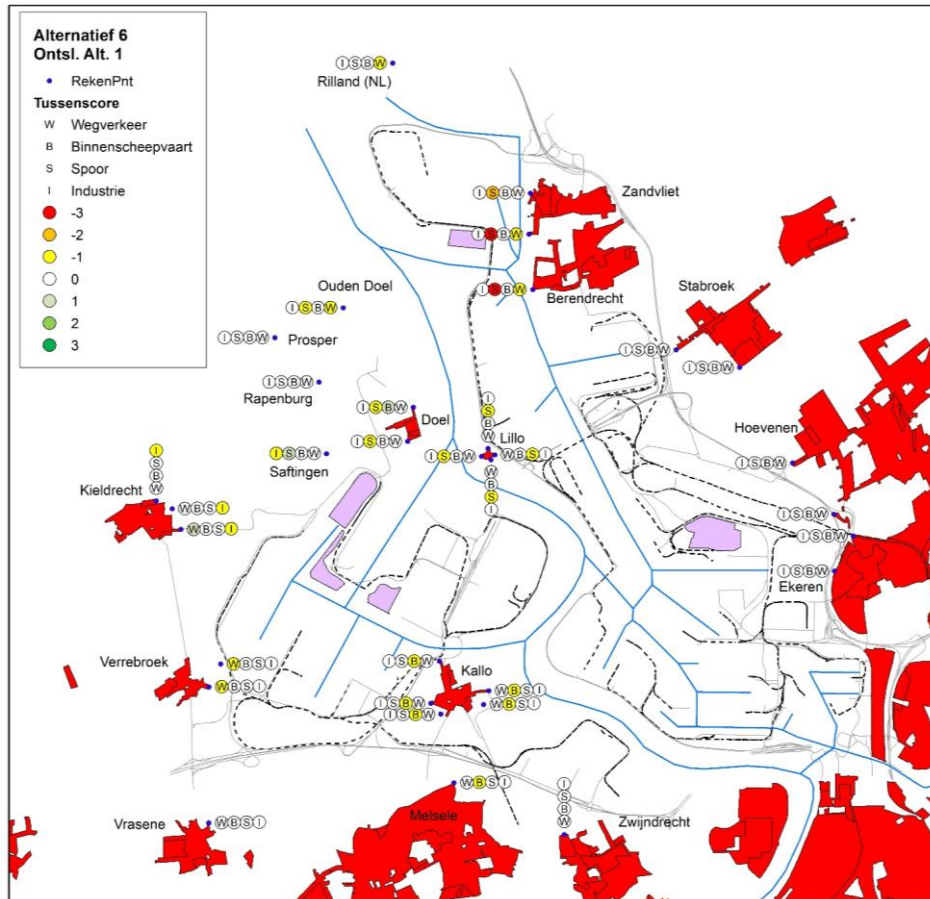 Alternatief 6
Ontsl. Alt. 1
RekenPnt
Tussenscore
W Wegverkeer
B Binnenscheepvaart
S Spoor
I Industrie
-3
-2
-1
0
1
2
3
ISBW
Rilland (NL)
ISBW
Zandvliet
ISBW
ISBW
Berendrecht
Stabroek
Ouden Doel
ISBW
ISBW
Prosper
ISBW
ISBW
Rapenburg
ISBW
ISBW
Doel
I
S
B
W
Lillo
Hoevenen
ISBW
ISBW
ISBW
WBSI
ISBW
Saftingen
I
S
B
W
W
B
S
I
Kieldrecht
WBSI
WBSI
ISBW
ISBW
ISBW
Ekeren
Verrebroek
WBSI
WBSI
ISBW
Kallo
WBSI
ISBW
WBSI
ISBW
WBSI
I
S
B
W
Melsele
Zwijndrecht
Vrasene
WBSI